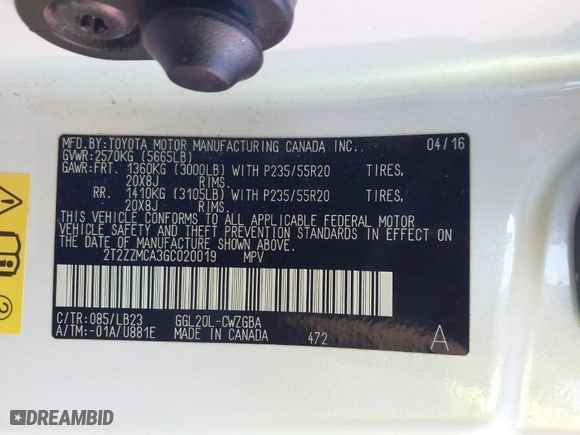 MFD.BY:TOYOTA MOTOR MANUFACTURING CANADA INC. 04/16
GVWR:2570KG (5665LB)
GAWR:FRT. 1360KG (3000LB) WITH P235/55R20 TIRES,
20X8J RIMS.
RR. 1410KG (3105LB) WITH P235/55R20 TIRES,
20X8J RIMS.
THIS VEHICLE CONFORMS TO ALL APPLICABLE FEDERAL MOTOR
VEHICLE SAFETY AND THEFT PREVENTION STANDARDS IN EFFECT ON
THE DATE OF MANUFACTURE SHOWN ABOVE.
2T2ZZMCA3GC020019 MPV
C/TR:085/LB23 GGL20L-CWZGBA
A/TM:-01A/U881E MADE IN CANADA 472 A
2
DREAMBID